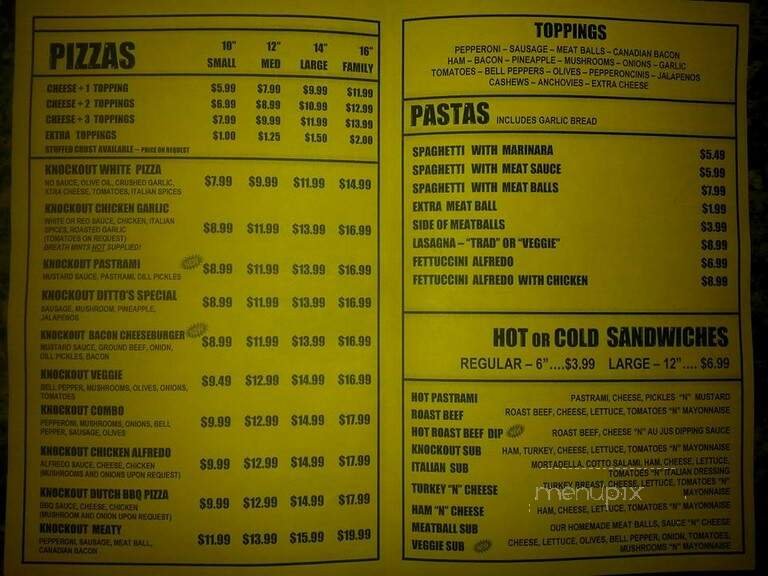 PIZZAS
10" 12" 14" 16"
SMALL MED LARGE FAMILY
CHEESE + 1 TOPPING $5.99 $7.99 $9.99 $11.99
CHEESE + 2 TOPPINGS $6.99 $8.99 $10.99 $12.99
CHEESE + 3 TOPPINGS $7.99 $9.99 $11.99 $13.99
EXTRA TOPPINGS $1.00 $1.25 $1.50 $2.00
STUFFED CRUST AVAILABLE – PRICE ON REQUEST
KNOCKOUT WHITE PIZZA $7.99 $9.99 $11.99 $14.99
NO SAUCE, OLIVE OIL, CRUSHED GARLIC,
XTRA CHEESE, TOMATOES, ITALIAN SPICES
KNOCKOUT CHICKEN GARLIC
WHITE OR RED SAUCE, CHICKEN, ITALIAN
SPICES, ROASTED GARLIC $8.99 $11.99 $13.99 $16.99
(TOMATOES ON REQUEST)
BREATH MINTS NOT SUPPLIED!
KNOCKOUT PASTRAMI $8.99 $11.99 $13.99 $16.99
MUSTARD SAUCE, PASTRAMI, DILL PICKLES
KNOCKOUT DITTO'S SPECIAL $8.99 $11.99 $13.99 $16.99
SAUSAGE, MUSHROOM, PINEAPPLE,
JALAPENOS
KNOCKOUT BACON CHEESEBURGER $8.99 $11.99 $13.99 $16.99
MUSTARD SAUCE, GROUND BEEF, ONION,
DILL PICKLES, BACON
KNOCKOUT VEGGIE $9.49 $12.99 $14.99 $16.99
BELL PEPPER, MUSHROOMS, OLIVES, ONIONS,
TOMATOES
KNOCKOUT COMBO $9.99 $12.99 $14.99 $17.99
PEPPERONI, MUSHROOMS, ONIONS, BELL
PEPPER, SAUSAGE, OLIVES
KNOCKOUT CHICKEN ALFREDO
ALFREDO SAUCE, CHEESE, CHICKEN $9.99 $12.99 $14.99 $17.99
(MUSHROOMS AND ONIONS UPON REQUEST)
KNOCKOUT DUTCH BBQ PIZZA
BBQ SAUCE, CHEESE, CHICKEN $9.99 $12.99 $14.99 $17.99
(MUSHROOM AND ONION UPON REQUEST)
KNOCKOUT MEATY
PEPPERONI, SAUSAGE, MEAT BALL, $11.99 $13.99 $15.99 $19.99
CANADIAN BACON
TOPPINGS
PEPPERONI – SAUSAGE – MEAT BALLS – CANADIAN BACON
HAM – BACON – PINEAPPLE – MUSHROOMS – ONIONS – GARLIC
TOMATOES – BELL PEPPERS – OLIVES – PEPPERONCINIS – JALAPENOS
CASHEWS – ANCHOVIES – EXTRA CHEESE
PASTAS INCLUDES GARLIC BREAD
SPAGHETTI WITH MARINARA $5.49
SPAGHETTI WITH MEAT SAUCE $5.99
SPAGHETTI WITH MEAT BALLS $7.99
EXTRA MEAT BALL $1.99
SIDE OF MEATBALLS $3.99
LASAGNA – "TRAD" OR "VEGGIE" $8.99
FETTUCCINI ALFREDO $6.99
FETTUCCINI ALFREDO WITH CHICKEN $8.99
HOT OR COLD SANDWICHES
REGULAR – 6"....$3.99 LARGE – 12".... $6.99
HOT PASTRAMI PASTRAMI, CHEESE, PICKLES "N" MUSTARD
ROAST BEEF ROAST BEEF, CHEESE, LETTUCE, TOMATOES "N" MAYONNAISE
HOT ROAST BEEF DIP ROAST BEEF, CHEESE "N" AU JUS DIPPING SAUCE
KNOCKOUT SUB HAM, TURKEY, CHEESE, LETTUCE, TOMATOES "N" MAYONNAISE
ITALIAN SUB MORTADELLA, COTTO SALAMI, HAM, CHEESE, LETTUCE,
TOMATOES "N" ITALIAN DRESSING
TURKEY "N" CHEESE TURKEY BREAST, CHEESE, LETTUCE, TOMATOES "N"
MAYONNAISE
HAM "N" CHEESE HAM, CHEESE, LETTUCE, TOMATOES "N" MAYONNAISE
MEATBALL SUB OUR HOMEMADE MEAT BALLS, SAUCE "N" CHEESE
VEGGIE SUB CHEESE, LETTUCE, OLIVES, BELL PEPPER, ONION, TOMATOES,
MUSHROOMS "N" MAYONNAISE
menupix